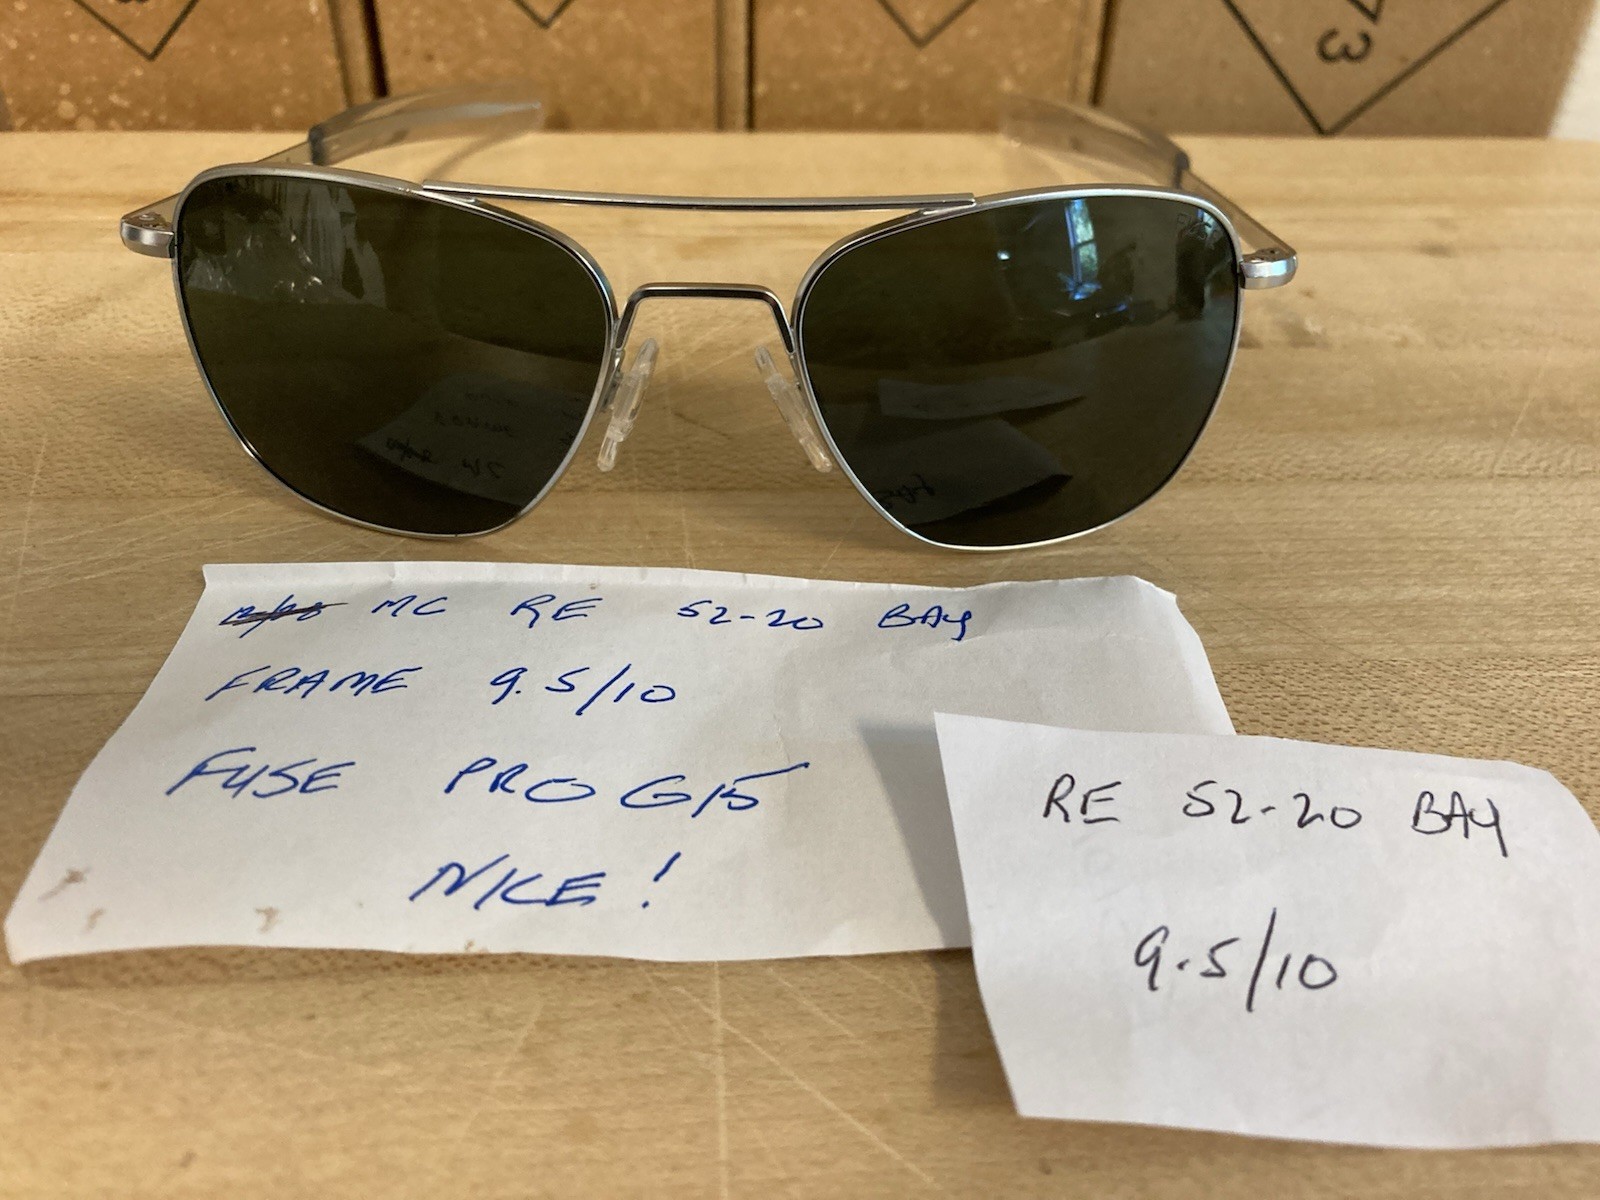 3
MC RE 52-20 BAY
FRAME 9.5/10
FUSE PRO G15
NICE!
RE 52-20 BAY
9.5/10